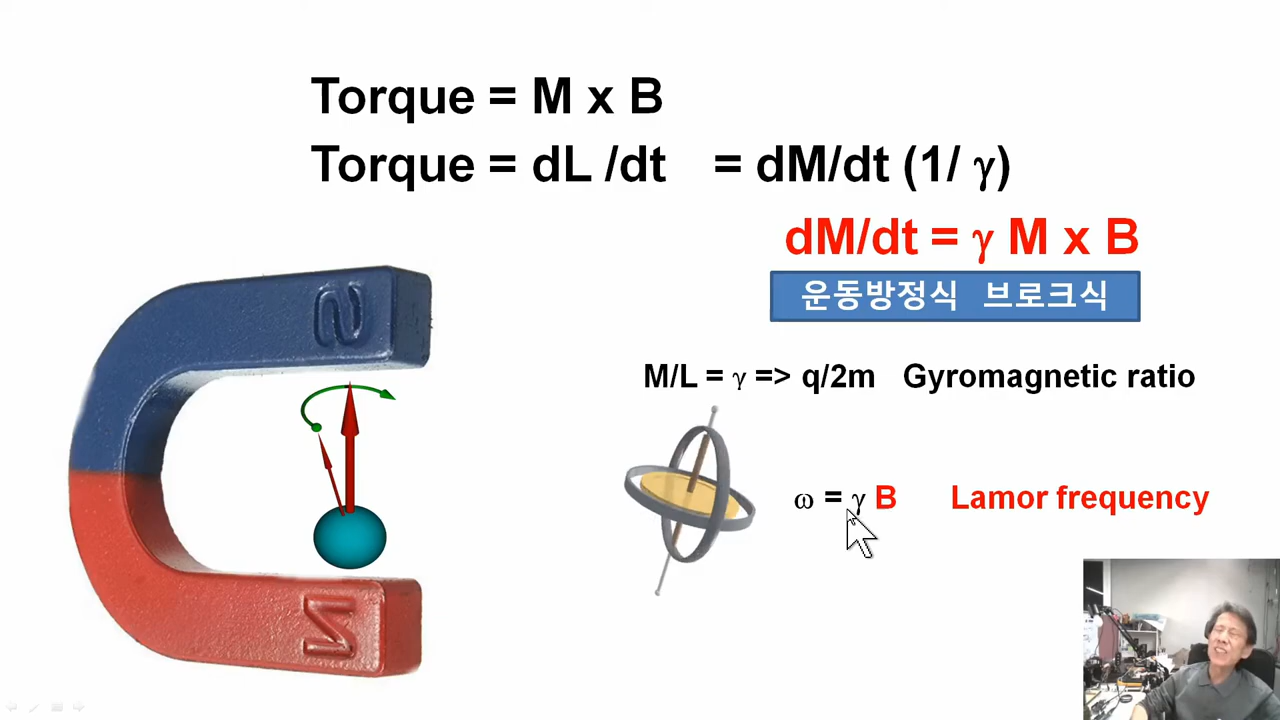 Torque = M x B
Torque = dL /dt = dM/dt (1/ γ)
dM/dt = γ M x B
운동방정식 브로크식
M/L = γ => q/2m Gyromagnetic ratio
ω = γ B Lamor frequency
S
N